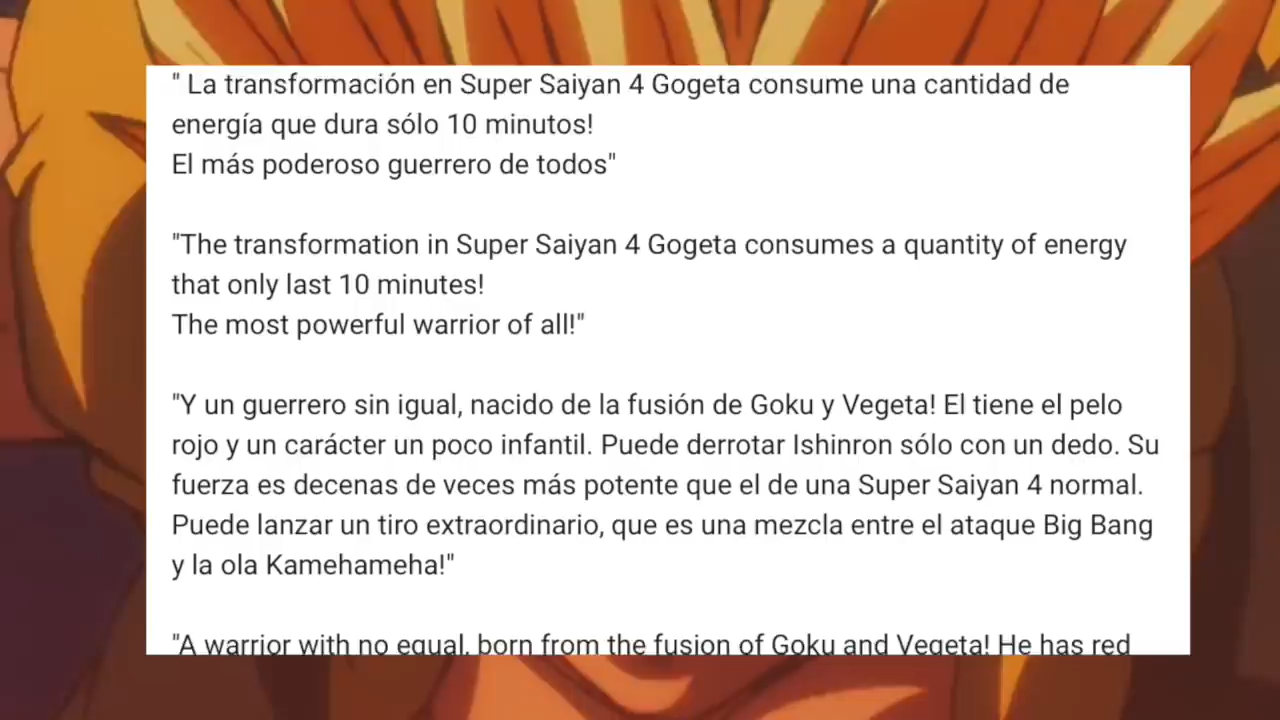 " La transformación en Super Saiyan 4 Gogeta consume una cantidad de
energía que dura sólo 10 minutos!
El más poderoso guerrero de todos"
"The transformation in Super Saiyan 4 Gogeta consumes a quantity of energy
that only last 10 minutes!
The most powerful warrior of all!"
"Y un guerrero sin igual, nacido de la fusión de Goku y Vegeta! El tiene el pelo
rojo y un carácter un poco infantil. Puede derrotar Ishinron sólo con un dedo. Su
fuerza es decenas de veces más potente que el de una Super Saiyan 4 normal.
Puede lanzar un tiro extraordinario, que es una mezcla entre el ataque Big Bang
y la ola Kamehameha!"
"A warrior with no equal, born from the fusion of Goku and Vegeta! He has red